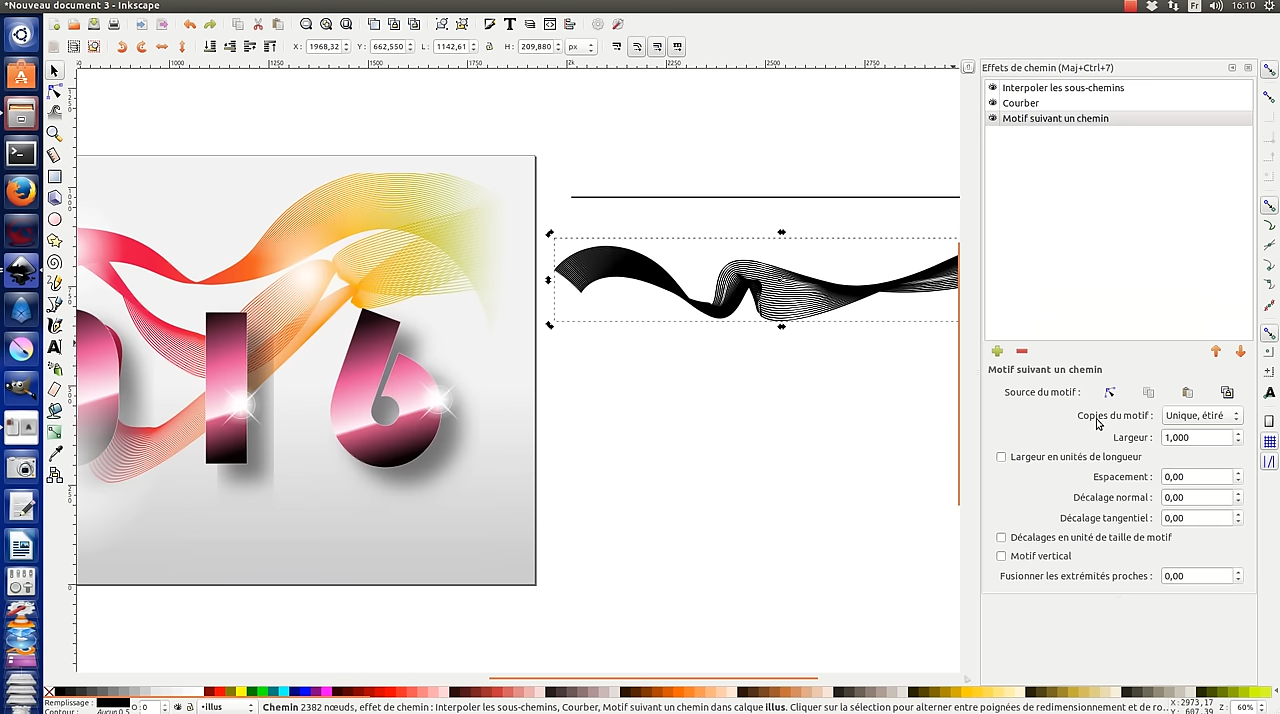 *Nouveau document 3 - Inkscape
Fr 16:10
X : 1968,32 Y : 662,550 L : 1142,61 H : 209,880 px
1000 1250 1500 1750 2k 2250 2500 2750
Effets de chemin (Maj+Ctrl+7)
Interpoler les sous-chemins
Courber
Motif suivant un chemin
Motif suivant un chemin
Source du motif :
Copies du motif : Unique, étiré
Largeur : 1,000
Largeur en unités de longueur
Espacement : 0,00
Décalage normal : 0,00
Décalage tangentiel : 0,00
Décalages en unité de taille de motif
Motif vertical
Fusionner les extrémités proches : 0,00
1 6
Remplissage :
Contour : Aucun 0,5
O : 0
•illus
Chemin 2382 nœuds, effet de chemin : Interpoler les sous-chemins, Courber, Motif suivant un chemin dans calque illus. Cliquer sur la sélection pour alterner entre poignées de redimensionnement et de ro...
X : 2973,17
Y : 607,39
Z : 60%